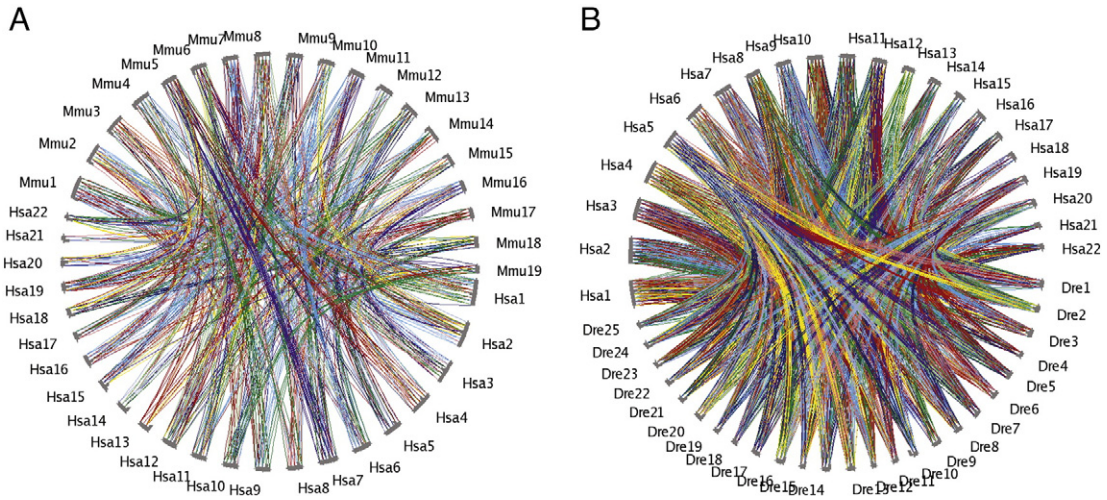 A
Mmu8
Mmu7
Mmu6
Mmu5
Mmu4
Mmu3
Mmu2
Mmu1
Hsa22
Hsa21
Hsa20
Hsa19
Hsa18
Hsa17
Hsa16
Hsa15
Hsa14
Hsa13
Hsa12
Hsa11
Hsa10
Hsa9
Hsa8
Hsa7
Hsa6
Hsa5
Hsa4
Hsa3
Hsa2
Hsa1
Mmu19
Mmu18
Mmu17
Mmu16
Mmu15
Mmu14
Mmu13
Mmu12
Mmu11
Mmu10
Mmu9
B
Hsa10
Hsa9
Hsa8
Hsa7
Hsa6
Hsa5
Hsa4
Hsa3
Hsa2
Hsa1
Dre25
Dre24
Dre23
Dre22
Dre21
Dre20
Dre19
Dre18
Dre17
Dre16
Dre15
Dre14
Dre13
Dre12
Dre11
Dre10
Dre9
Dre8
Dre7
Dre6
Dre5
Dre4
Dre3
Dre2
Dre1
Hsa22
Hsa21
Hsa20
Hsa19
Hsa18
Hsa17
Hsa16
Hsa15
Hsa14
Hsa13
Hsa12
Hsa11